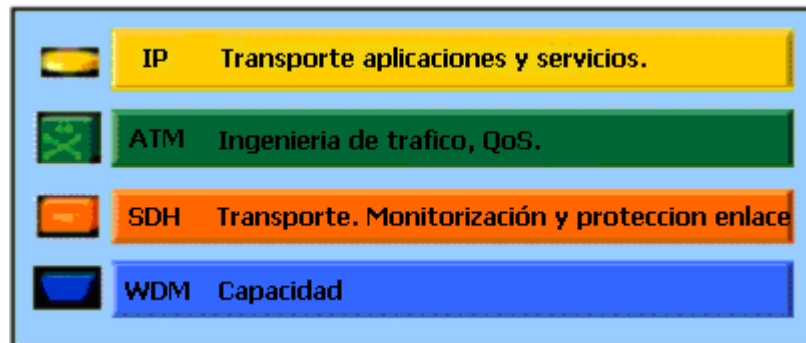 IP Transporte aplicaciones y servicios.
ATM Ingenieria de trafico, QoS.
SDH Transporte. Monitorización y proteccion enlace
WDM Capacidad